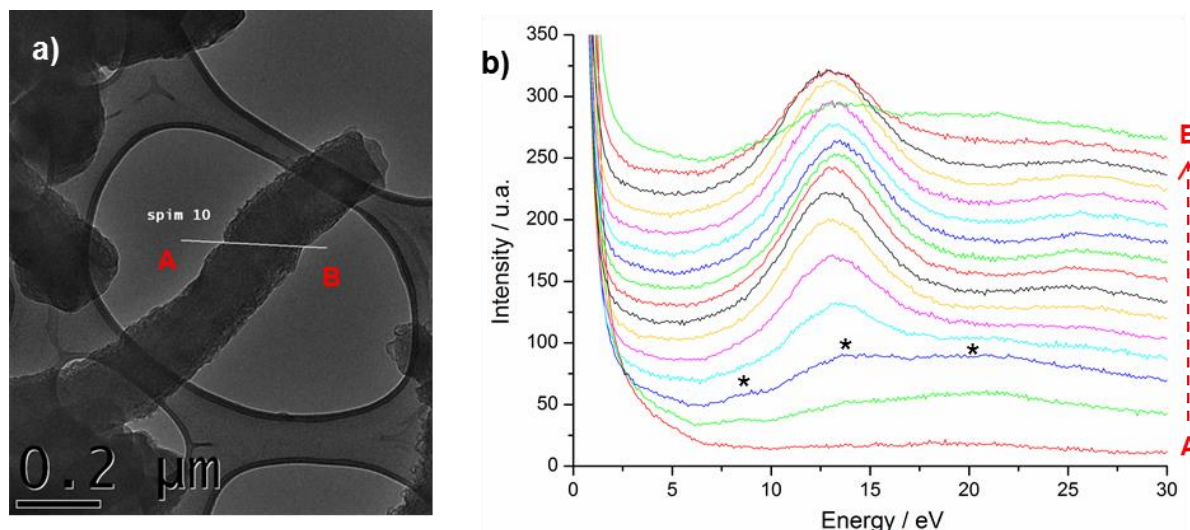 a)
spim 10
A
B
0.2 µm
b)
Intensity / u.a.
350
300
250
200
150
100
50
0
* * *
0 5 10 15 20 25 30
Energy / eV
B
A